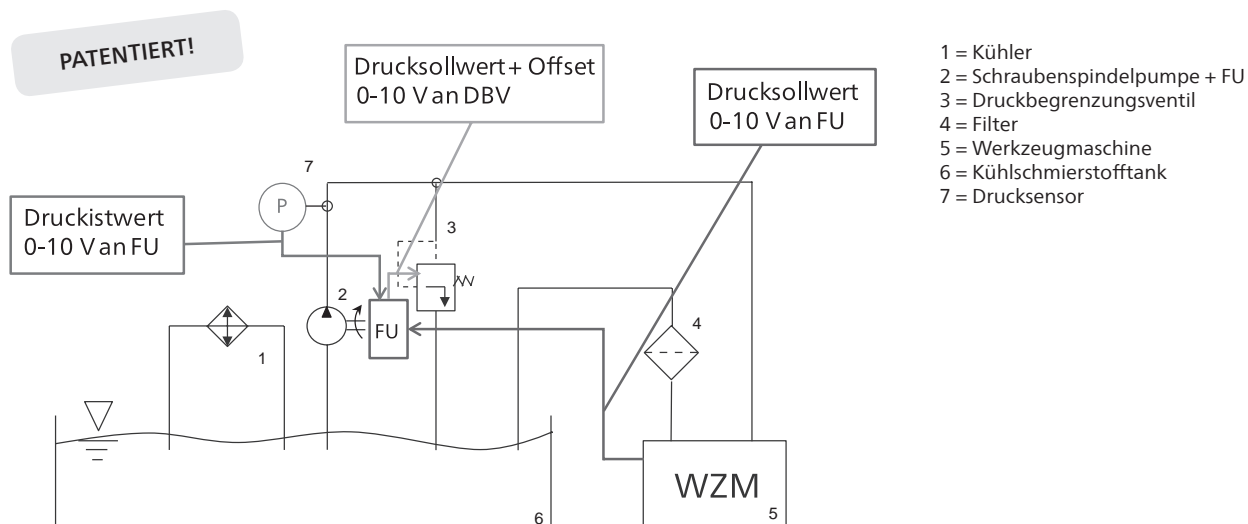 PATENTIERT!
Drucksollwert + Offset
0-10 V an DBV
Drucksollwert
0-10 V an FU
1 = Kühler
2 = Schraubenspindelpumpe + FU
3 = Druckbegrenzungsventil
4 = Filter
5 = Werkzeugmaschine
6 = Kühlschmierstofftank
7 = Drucksensor
7
P
Druckistwert
0-10 V an FU
3
2
FU
1
4
WZM
5
6